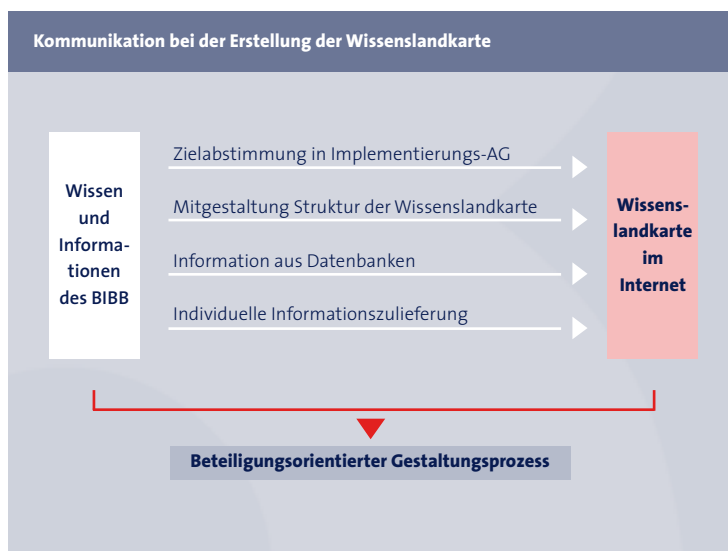 Kommunikation bei der Erstellung der Wissenslandkarte
Wissen
und
Informa-
tionen
des BIBB
Zielabstimmung in Implementierungs-AG
Mitgestaltung Struktur der Wissenslandkarte
Information aus Datenbanken
Individuelle Informationszulieferung
Wissens-
landkarte
im
Internet
Beteiligungsorientierter Gestaltungsprozess